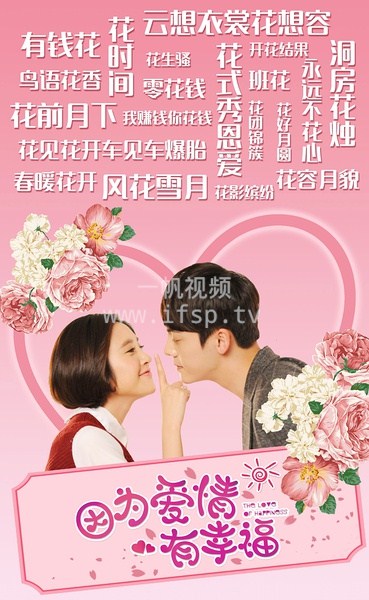 云想衣裳花想容
有钱花
花时间
花生骚
花式秀恩爱
开花结果
永远不花心
洞房花烛
鸟语花香
零花钱
班花
花前月下
我赚钱你花钱
花团锦簇
花好月圆
花见花开车见车爆胎
春暖花开
风花雪月
花影缤纷
花容月貌
一帆视频
www.ifsp.tv
因为爱情
THE LOVE
OF HAPPINESS
有幸福